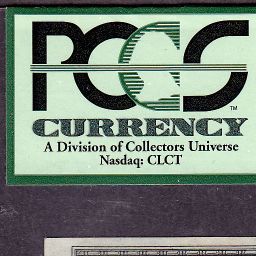 PCGS
™
CURRENCY
A Division of Collectors Universe
Nasdaq: CLCT